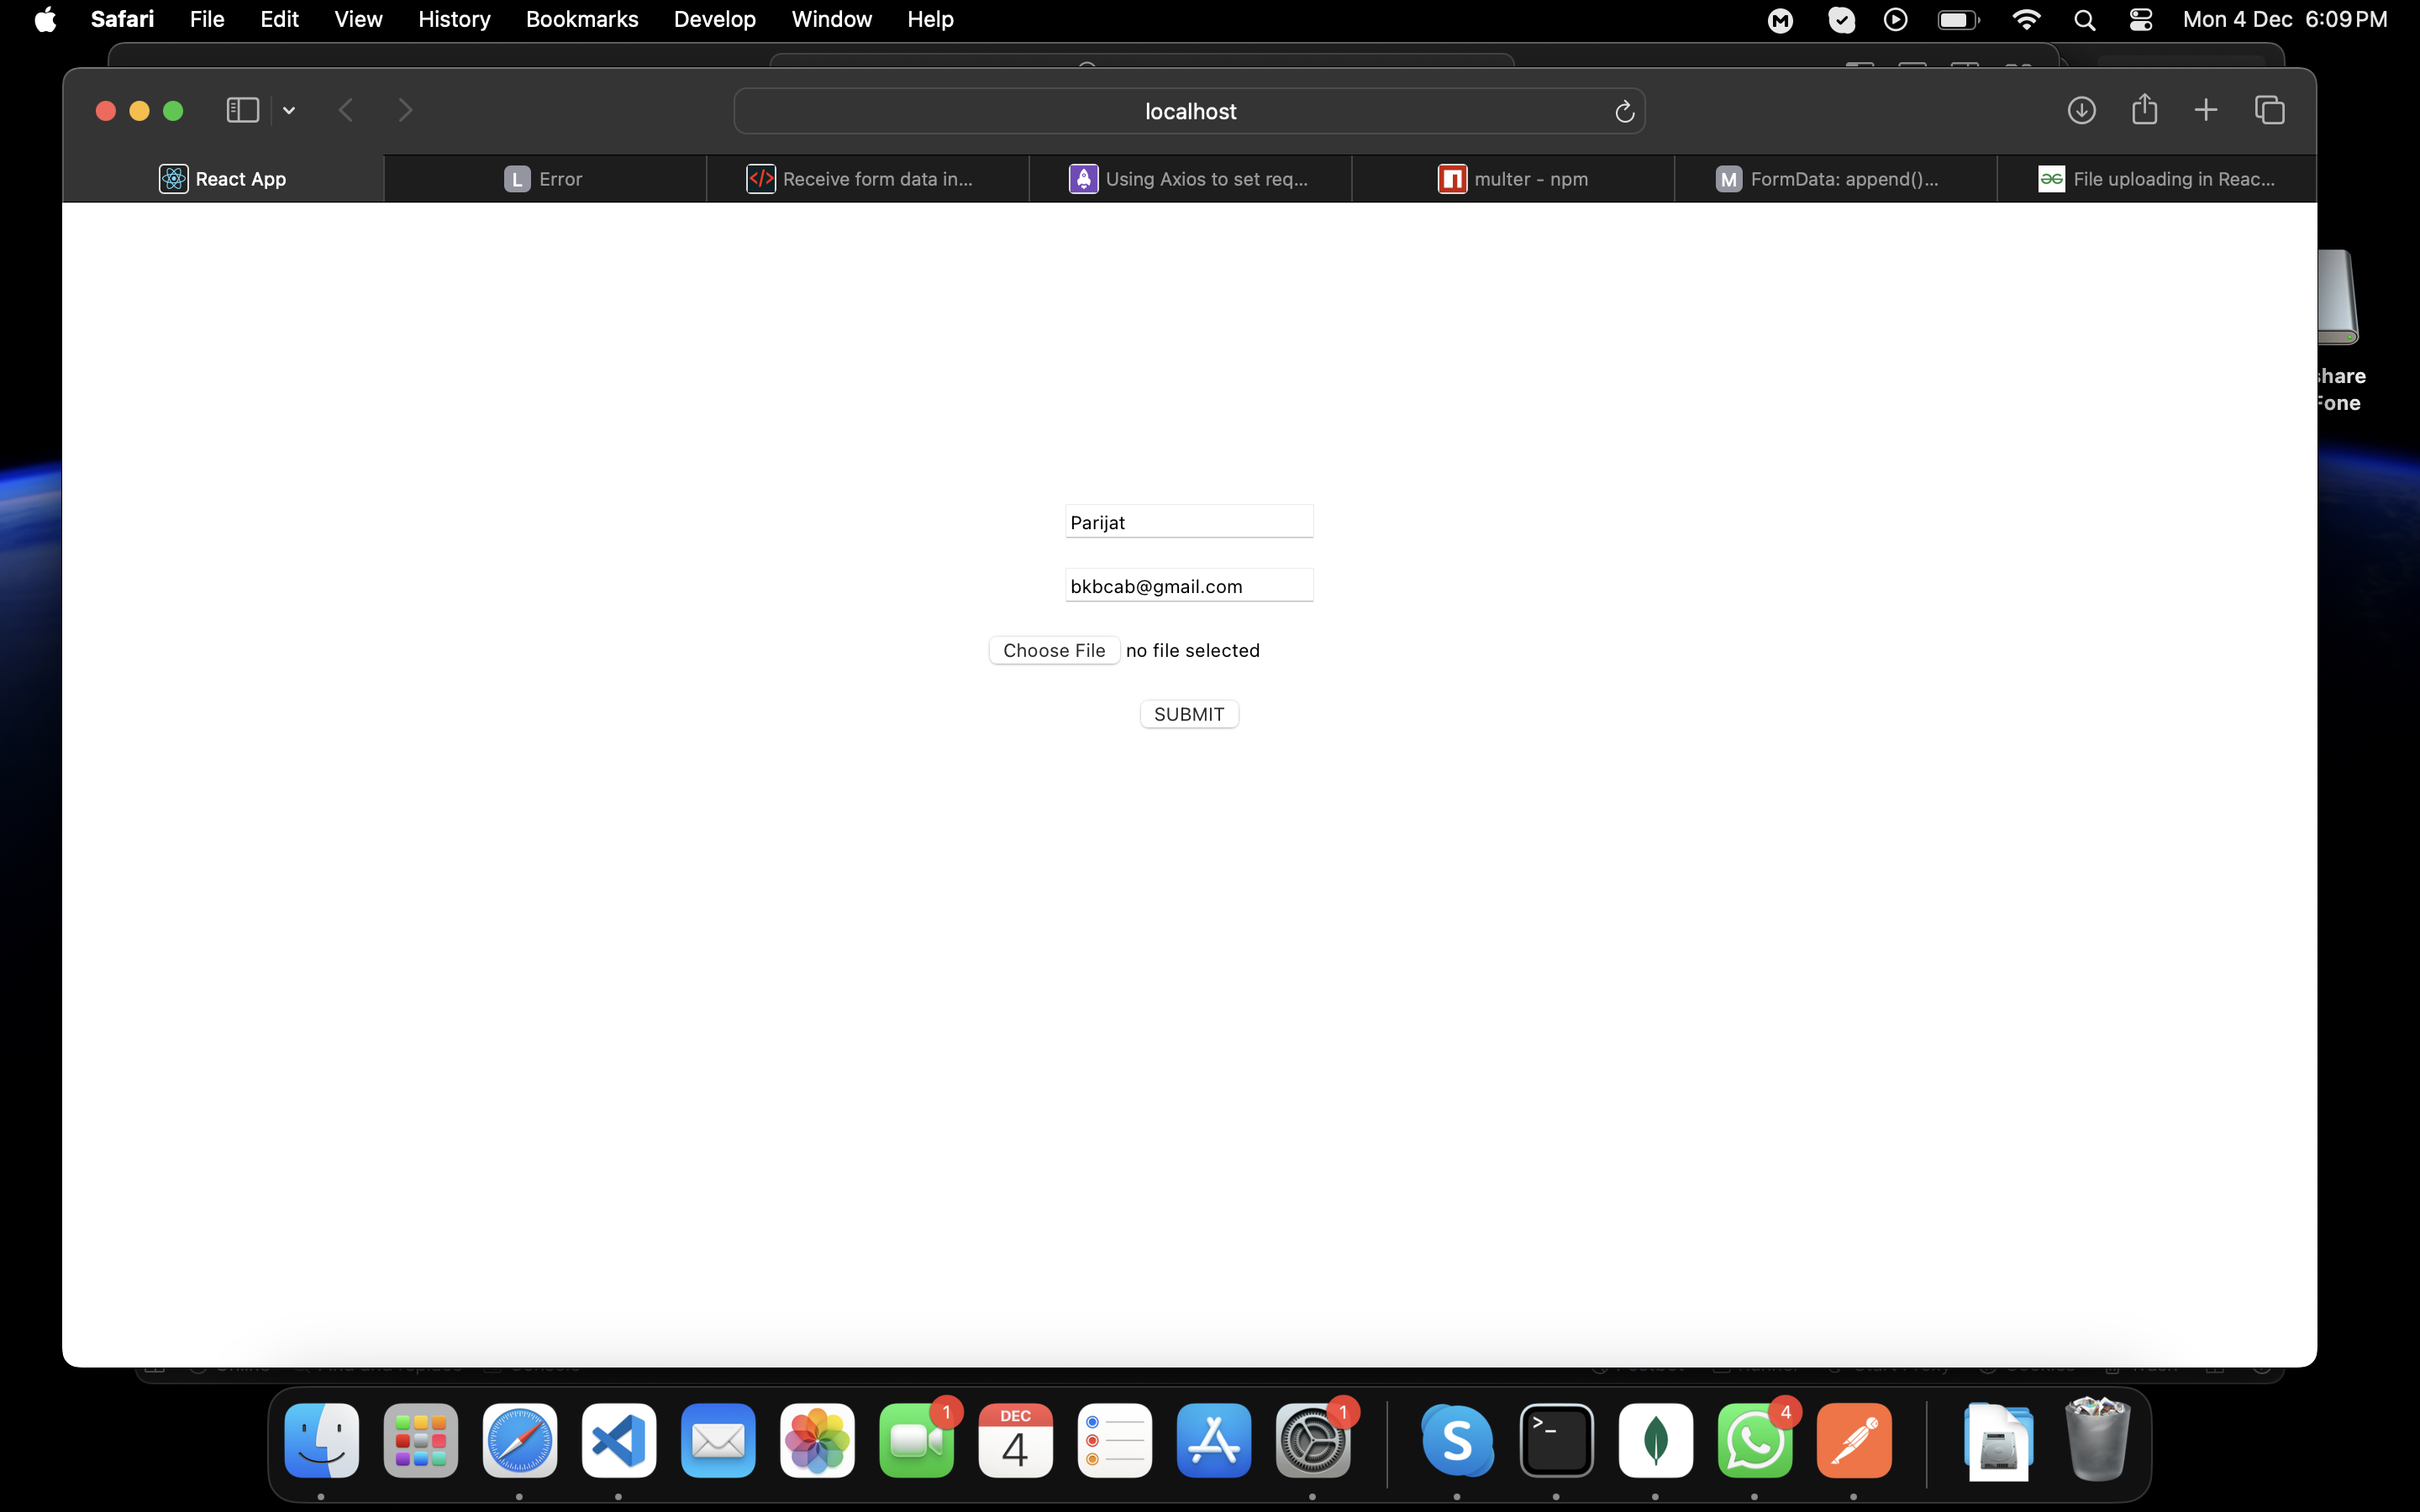 Safari File Edit View History Bookmarks Develop Window Help Mon 4 Dec 6:09 PM
localhost
React App L Error </> Receive form data in... Using Axios to set req... multer - npm M FormData: append()... File uploading in Reac...
Parijat
bkbcab@gmail.com
Choose File no file selected
SUBMIT
1 DEC 4 1 S >_ 4